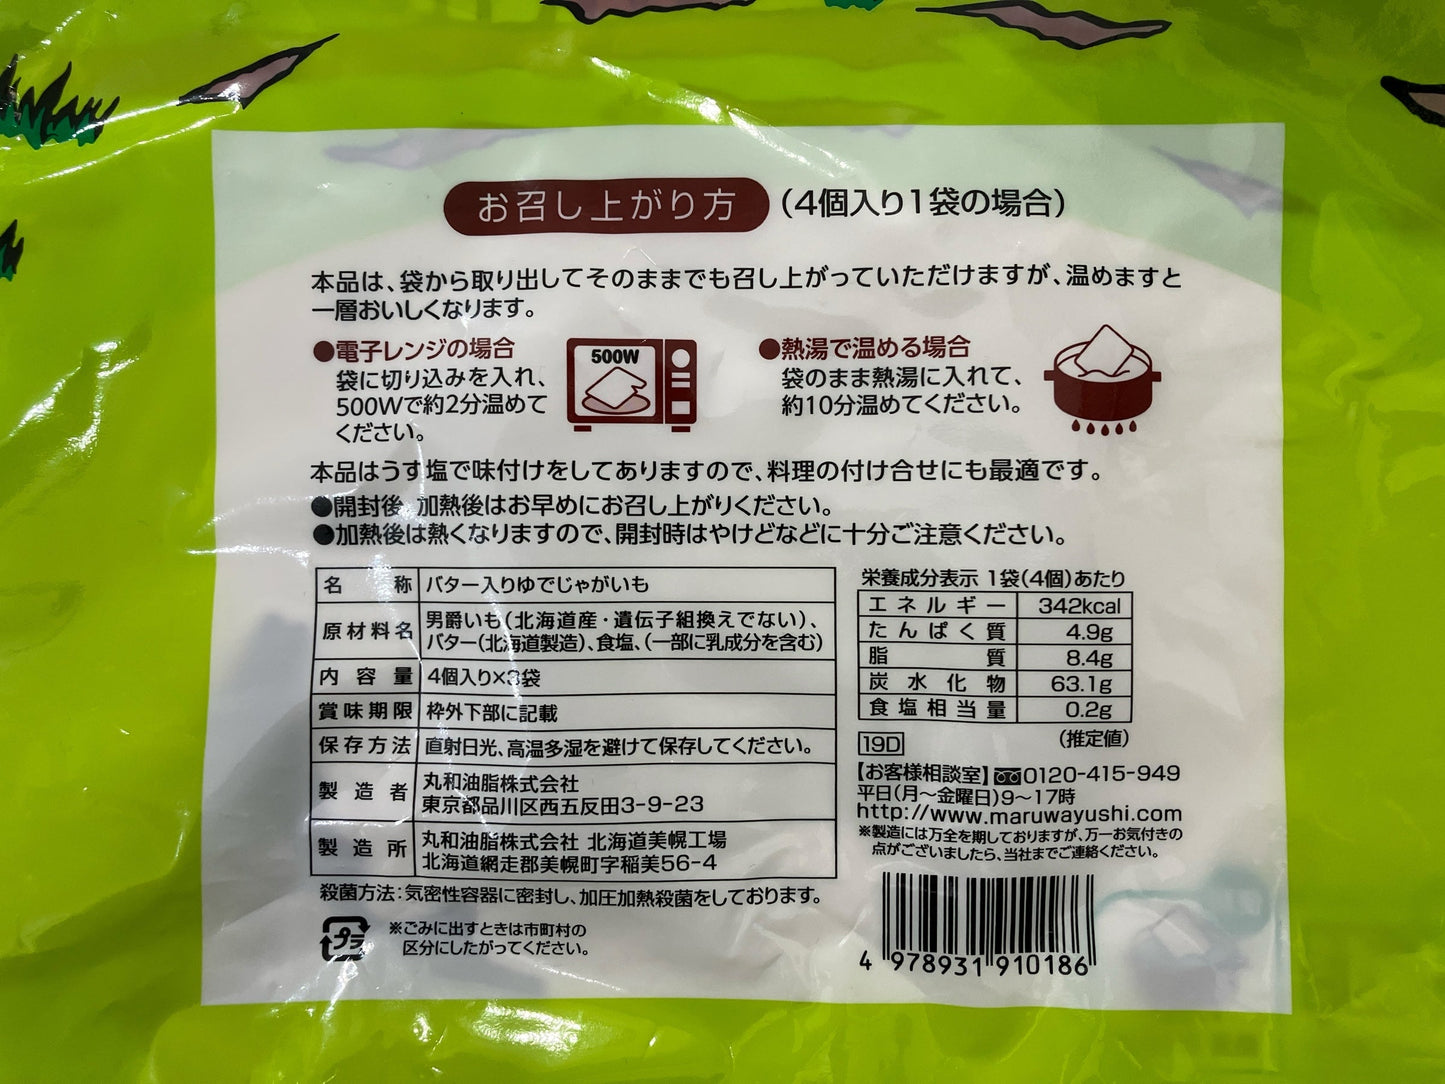 お召し上がり方 (4個入り1袋の場合)
本品は、袋から取り出してそのままでも召し上がっていただけますが、温めますと
一層おいしくなります。
●電子レンジの場合
袋に切り込みを入れ、
500Wで約2分温めて
ください。
500W
●熱湯で温める場合
袋のまま熱湯に入れて、
約10分温めてください。
本品はうす塩で味付けをしてありますので、料理の付け合せにも最適です。
●開封後、加熱後はお早めにお召し上がりください。
●加熱後は熱くなりますので、開封時はやけどなどに十分ご注意ください。
名称 バター入りゆでじゃがいも
原材料名 男爵いも(北海道産・遺伝子組換えでない)、
バター(北海道製造)、食塩、(一部に乳成分を含む)
内容量 4個入り×3袋
賞味期限 枠外下部に記載
保存方法 直射日光、高温多湿を避けて保存してください。
製造者 丸和油脂株式会社
東京都品川区西五反田3-9-23
製造所 丸和油脂株式会社 北海道美幌工場
北海道網走郡美幌町字稲美56-4
殺菌方法:気密性容器に密封し、加圧加熱殺菌をしております。
プラ
※ごみに出すときは市町村の
区分にしたがってください。
栄養成分表示 1袋(4個)あたり
エネルギー 342kcal
たんぱく質 4.9g
脂質 8.4g
炭水化物 63.1g
食塩相当量 0.2g
(推定値)
19D
【お客様相談室】0120-415-949
平日(月〜金曜日)9〜17時
http://www.maruwayushi.com
※製造には万全を期しておりますが、万一お気付きの
点がございましたら、当社までご連絡ください。
4 978931 910186